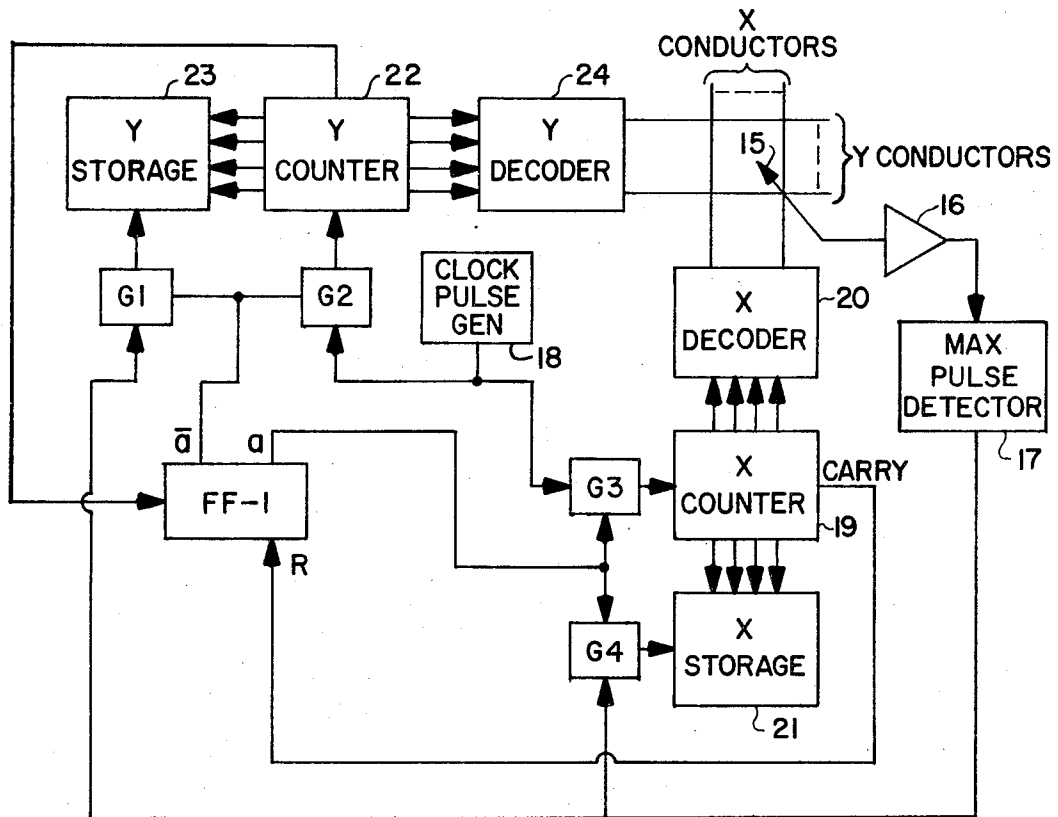 X
CONDUCTORS
23
22
24
Y
STORAGE
Y
COUNTER
Y
DECODER
15
Y CONDUCTORS
16
G1
G2
CLOCK
PULSE
GEN
18
X
DECODER
20
MAX
PULSE
DETECTOR
17
ā
a
FF-1
R
G3
X
COUNTER
CARRY
19
G4
X
STORAGE
21